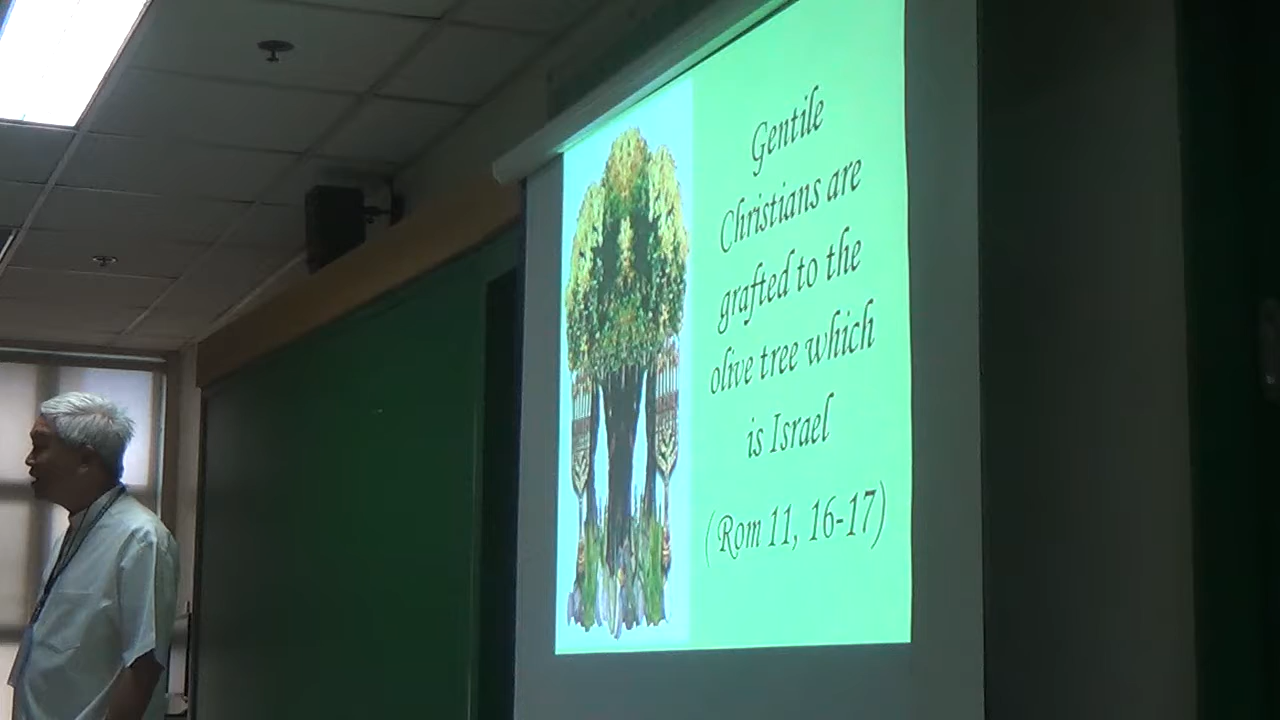 Gentile
Christians are
grafted to the
olive tree which
is Israel
(Rom 11, 16-17)